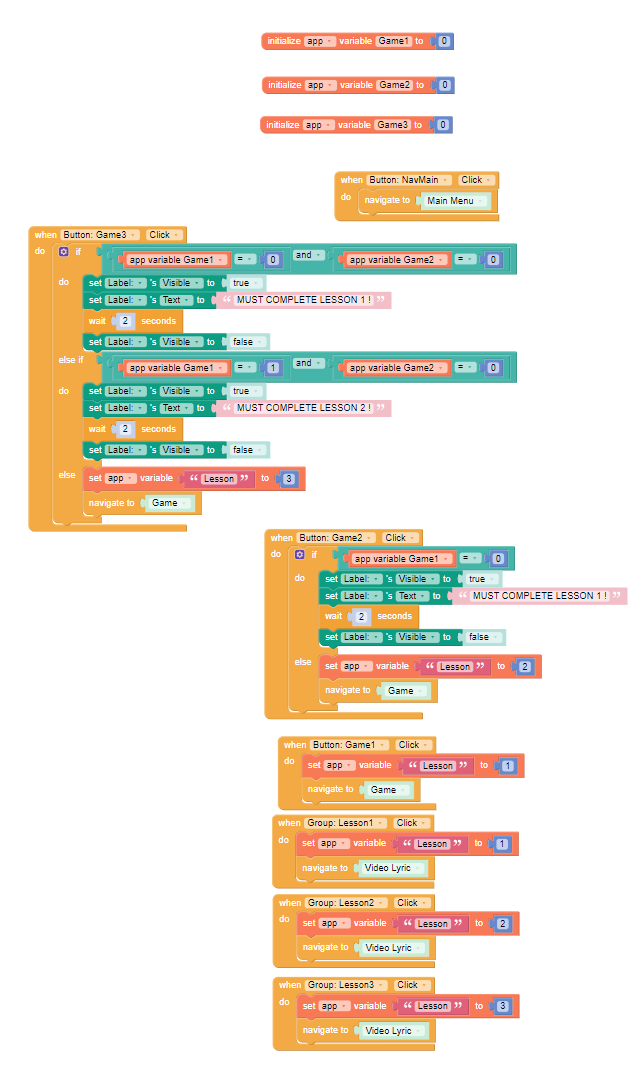 initialize app variable Game1 to 0
initialize app variable Game2 to 0
initialize app variable Game3 to 0
when Button: NavMain Click
do navigate to Main Menu
when Button: Game3 Click
do if app variable Game1 = 0 and app variable Game2 = 0
do set Label: 's Visible to true
set Label: 's Text to “ MUST COMPLETE LESSON 1 ! ”
wait 2 seconds
set Label: 's Visible to false
else if app variable Game1 = 1 and app variable Game2 = 0
do set Label: 's Visible to true
set Label: 's Text to “ MUST COMPLETE LESSON 2 ! ”
wait 2 seconds
set Label: 's Visible to false
else set app variable “ Lesson ” to 3
navigate to Game
when Button: Game2 Click
do if app variable Game1 = 0
do set Label: 's Visible to true
set Label: 's Text to “ MUST COMPLETE LESSON 1 ! ”
wait 2 seconds
set Label: 's Visible to false
else set app variable “ Lesson ” to 2
navigate to Game
when Button: Game1 Click
do set app variable “ Lesson ” to 1
navigate to Game
when Group: Lesson1 Click
do set app variable “ Lesson ” to 1
navigate to Video Lyric
when Group: Lesson2 Click
do set app variable “ Lesson ” to 2
navigate to Video Lyric
when Group: Lesson3 Click
do set app variable “ Lesson ” to 3
navigate to Video Lyric